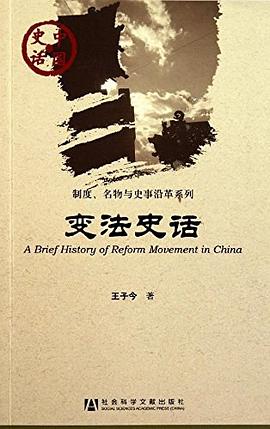 中国
史话
制度、名物与史事沿革系列
变法史话
A Brief History of Reform Movement in China
王子今 著
社会科学文献出版社
SOCIAL SCIENCES ACADEMIC PRESS (CHINA)